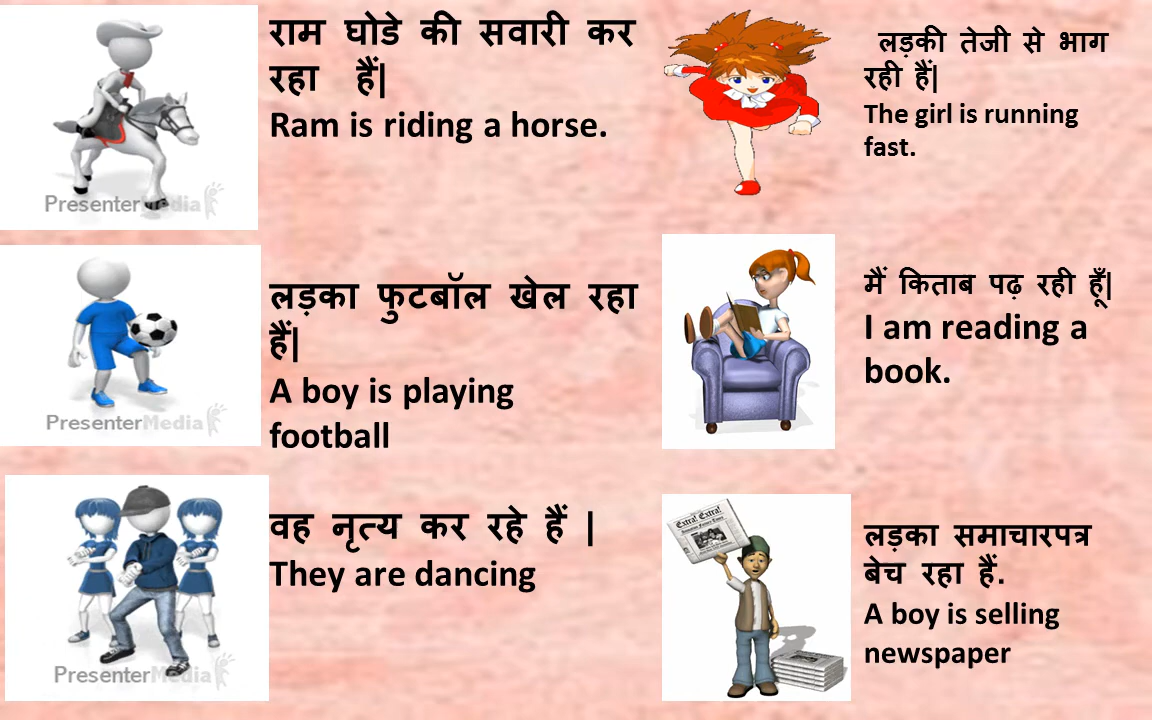 राम घोडे की सवारी कर
रहा हैं|
Ram is riding a horse.
लड़की तेजी से भाग
रही हैं|
The girl is running
fast.
PresenterMedia
लड़का फुटबॉल खेल रहा
हैं|
A boy is playing
football
मैं किताब पढ़ रही हूँ|
I am reading a
book.
PresenterMedia
वह नृत्य कर रहे हैं |
They are dancing
Extra! Extra!
लड़का समाचारपत्र
बेच रहा हैं.
A boy is selling
newspaper
PresenterMedia